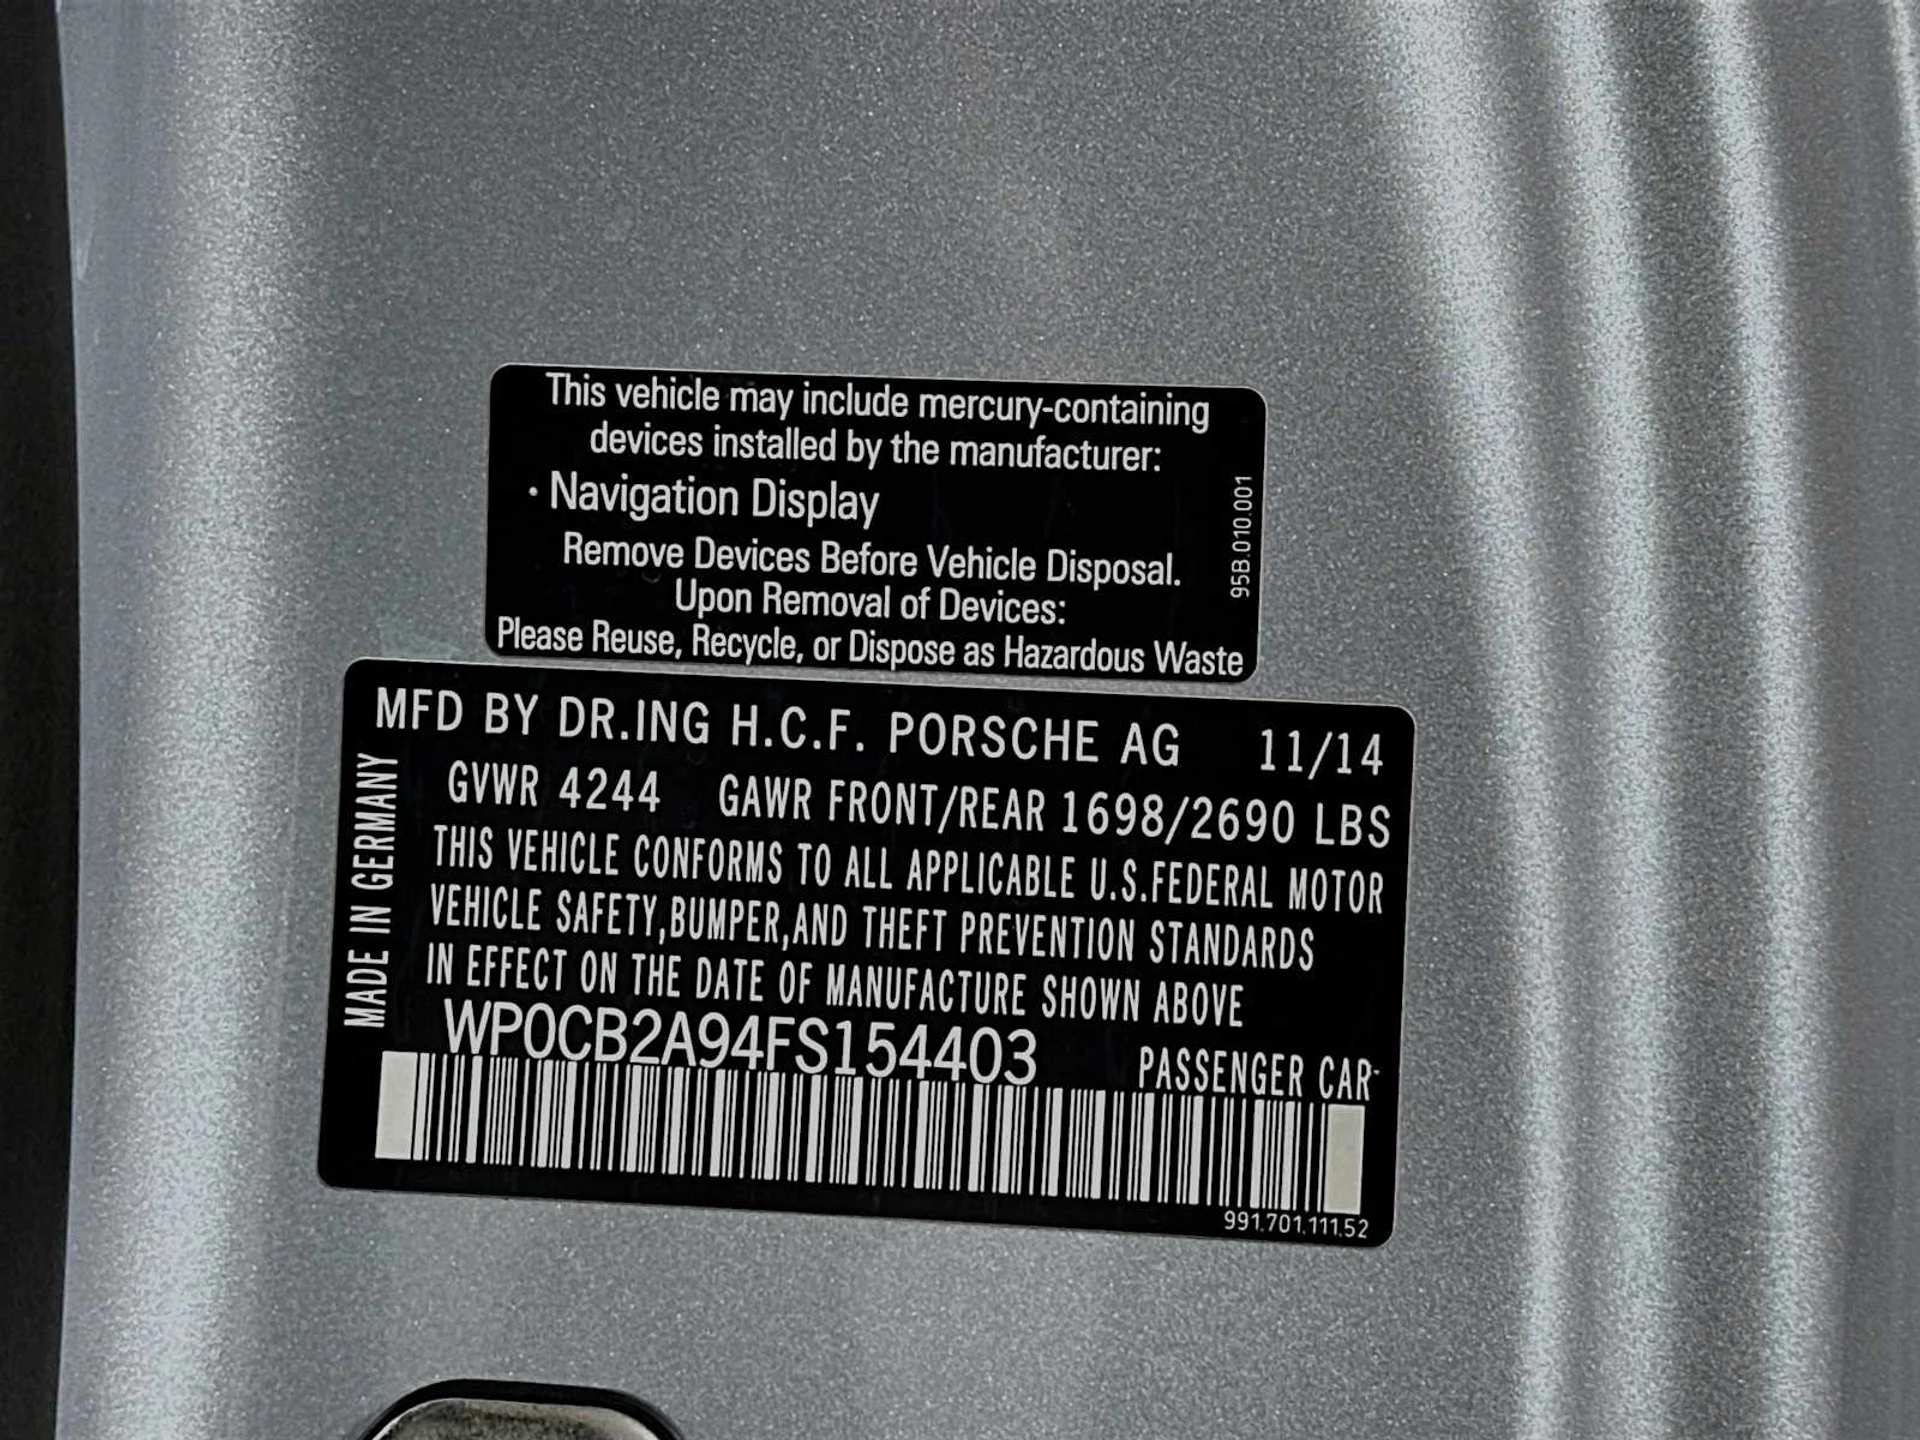 This vehicle may include mercury-containing
devices installed by the manufacturer:
· Navigation Display
Remove Devices Before Vehicle Disposal.
Upon Removal of Devices:
Please Reuse, Recycle, or Dispose as Hazardous Waste
95B.010.001
MFD BY DR.ING H.C.F. PORSCHE AG 11/14
GVWR 4244 GAWR FRONT/REAR 1698/2690 LBS
THIS VEHICLE CONFORMS TO ALL APPLICABLE U.S.FEDERAL MOTOR
VEHICLE SAFETY,BUMPER,AND THEFT PREVENTION STANDARDS
IN EFFECT ON THE DATE OF MANUFACTURE SHOWN ABOVE
WP0CB2A94FS154403 PASSENGER CAR
MADE IN GERMANY
991.701.111.52